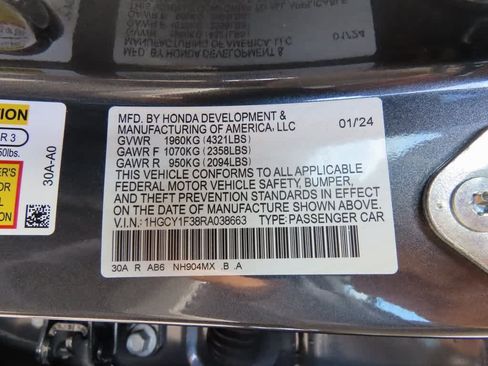 MFD. BY HONDA DEVELOPMENT &
MANUFACTURING OF AMERICA, LLC 01/24
GVWR 1960KG (4321LBS)
GAWR F 1070KG (2358LBS)
GAWR R 950KG (2094LBS)
THIS VEHICLE CONFORMS TO ALL APPLICABLE
FEDERAL MOTOR VEHICLE SAFETY, BUMPER,
AND THEFT PREVENTION STANDARDS IN EFFECT
ON THE DATE OF MANUFACTURE SHOWN ABOVE.
V.I.N.: 1HGCY1F38RA038663 TYPE: PASSENGER CAR
30A R AB6 NH904MX .B .A
30A-A0
R 3
50lbs.